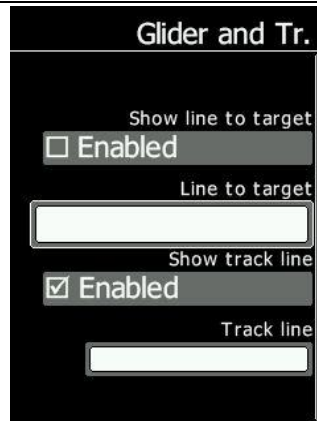 Glider and Tr.
Show line to target
Enabled
Line to target
Show track line
Enabled
Track line